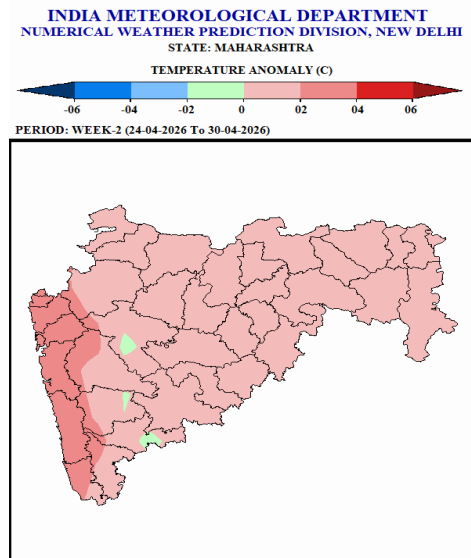 INDIA METEOROLOGICAL DEPARTMENT
NUMERICAL WEATHER PREDICTION DIVISION, NEW DELHI
STATE: MAHARASHTRA
TEMPERATURE ANOMALY (C)
-06 -04 -02 0 02 04 06
PERIOD: WEEK-2 (24-04-2026 To 30-04-2026)